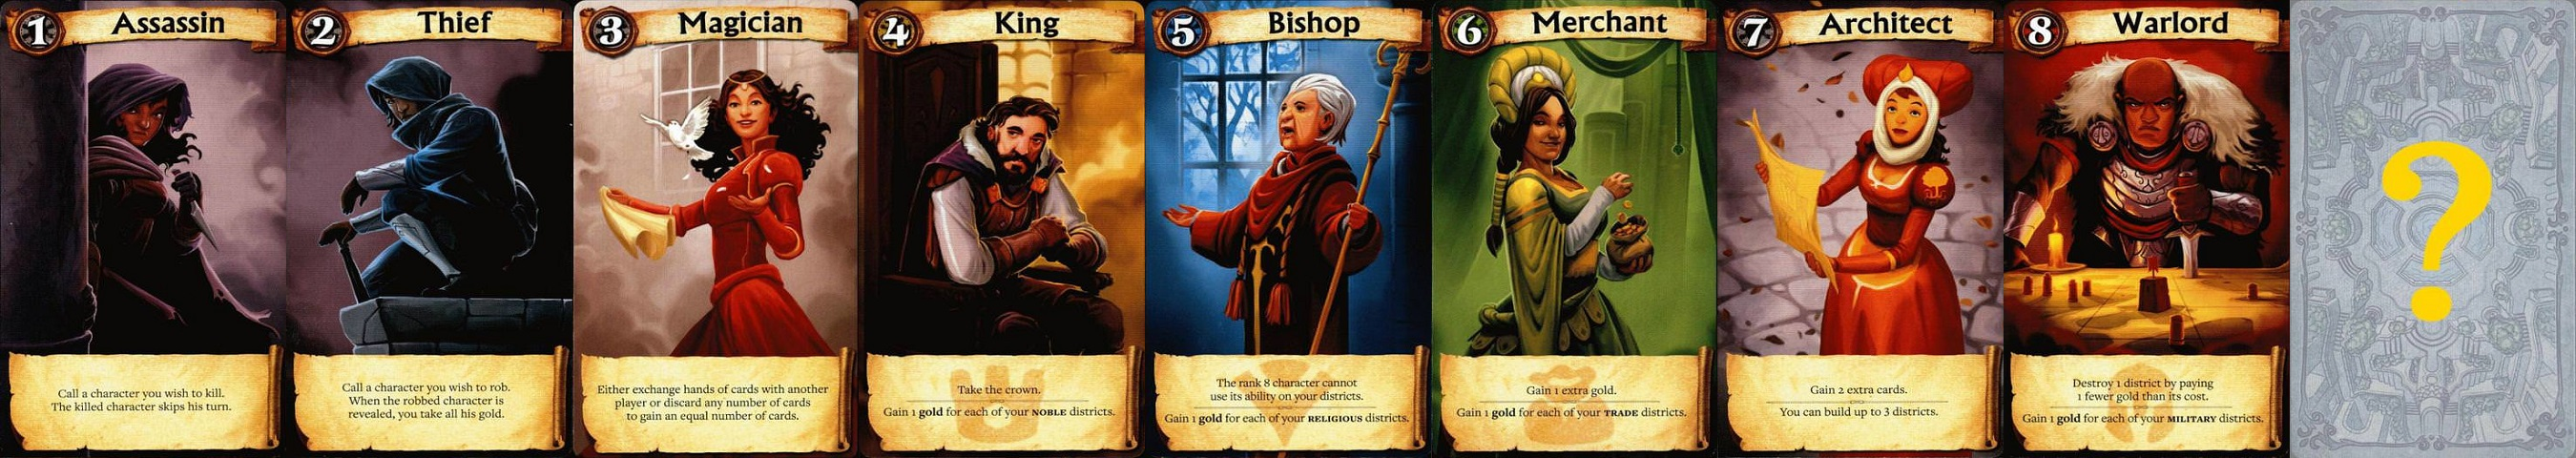 1 Assassin
Call a character you wish to kill.
The killed character skips his turn.
2 Thief
Call a character you wish to rob.
When the robbed character is
revealed, you take all his gold.
3 Magician
Either exchange hands of cards with another
player or discard any number of cards
to gain an equal number of cards.
4 King
Take the crown.
Gain 1 gold for each of your NOBLE districts.
5 Bishop
The rank 8 character cannot
use its ability on your districts.
Gain 1 gold for each of your RELIGIOUS districts.
6 Merchant
Gain 1 extra gold.
Gain 1 gold for each of your TRADE districts.
7 Architect
Gain 2 extra cards.
You can build up to 3 districts.
8 Warlord
Destroy 1 district by paying
1 fewer gold than its cost.
Gain 1 gold for each of your MILITARY districts.
?